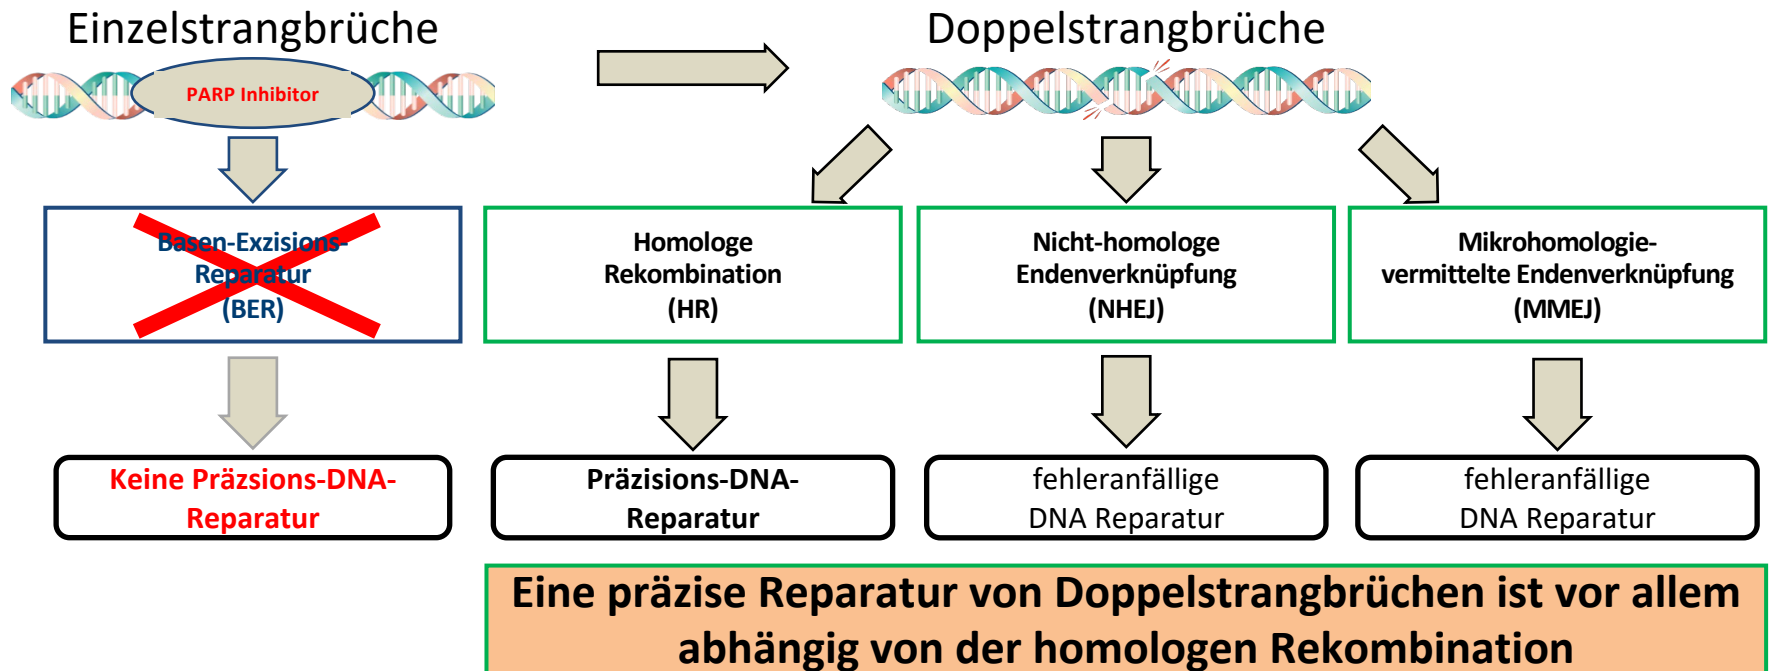 Einzelstrangbrüche
Doppelstrangbrüche
PARP Inhibitor
Basen-Exzisions-
Reparatur
(BER)
Homologe
Rekombination
(HR)
Nicht-homologe
Endenverknüpfung
(NHEJ)
Mikrohomologie-
vermittelte Endenverknüpfung
(MMEJ)
Keine Präzsions-DNA-
Reparatur
Präzisions-DNA-
Reparatur
fehleranfällige
DNA Reparatur
fehleranfällige
DNA Reparatur
Eine präzise Reparatur von Doppelstrangbrüchen ist vor allem
abhängig von der homologen Rekombination